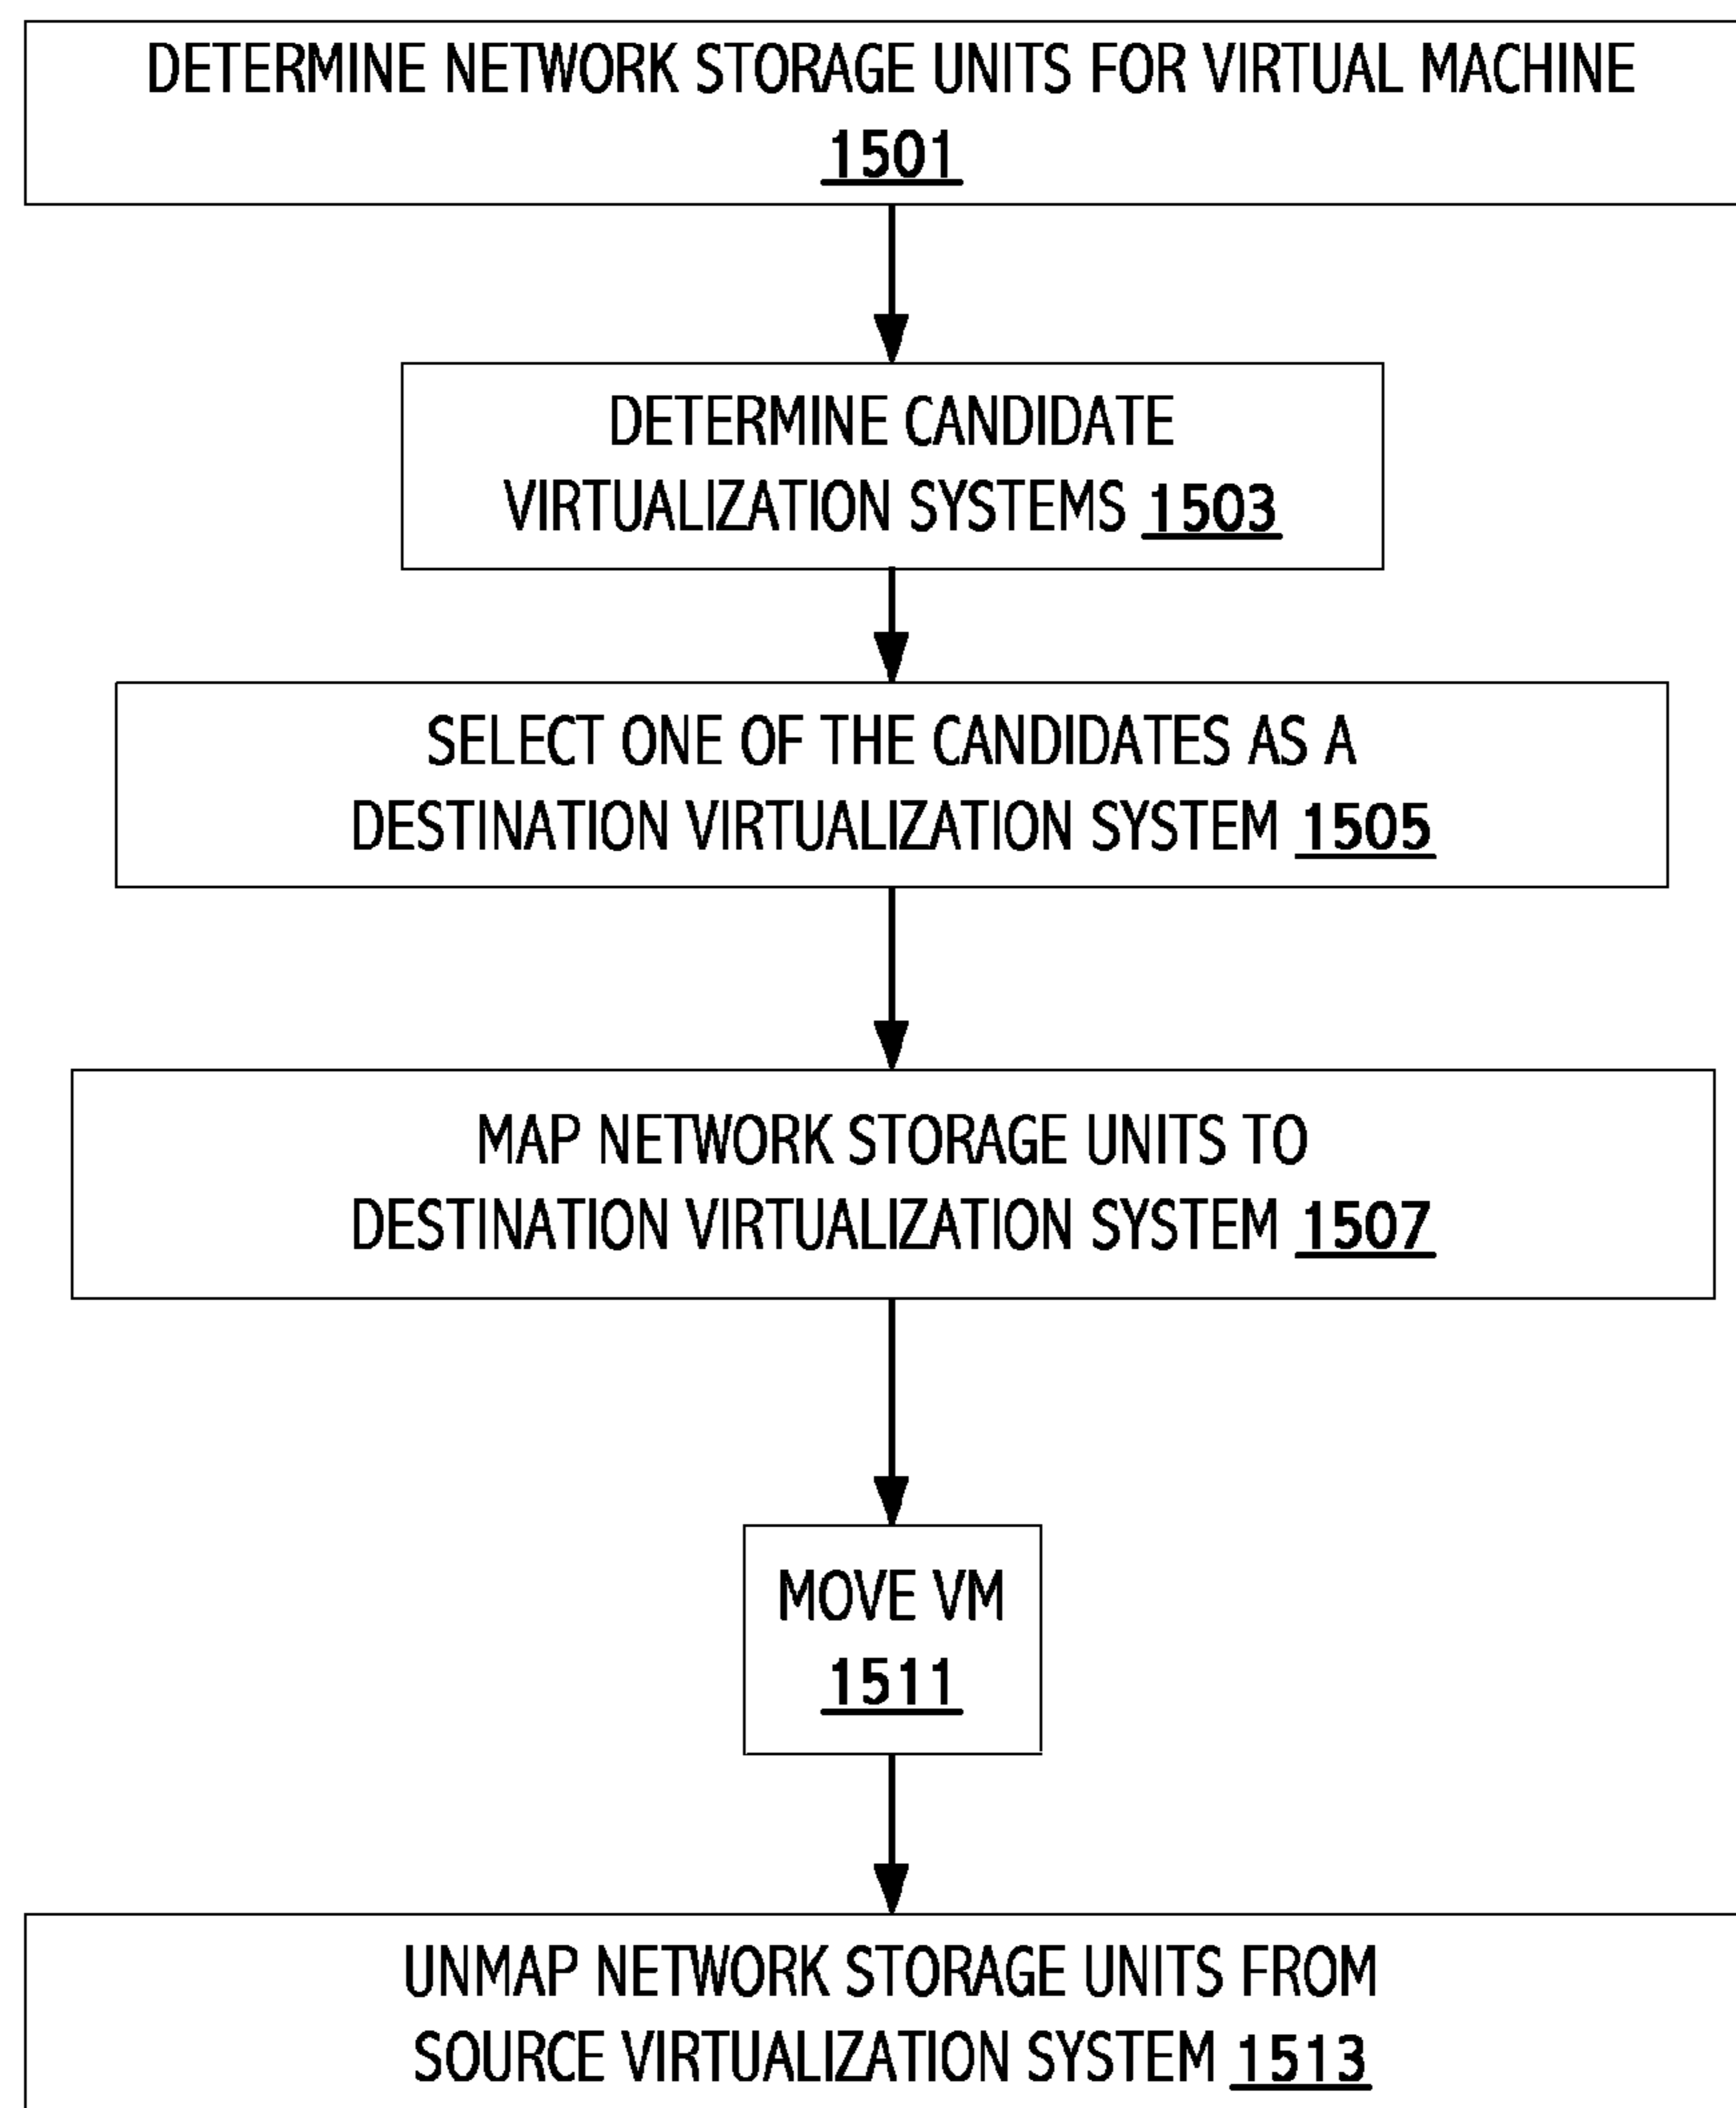 DETERMINE NETWORK STORAGE UNITS FOR VIRTUAL MACHINE
1501
DETERMINE CANDIDATE
VIRTUALIZATION SYSTEMS 1503
SELECT ONE OF THE CANDIDATES AS A
DESTINATION VIRTUALIZATION SYSTEM 1505
MAP NETWORK STORAGE UNITS TO
DESTINATION VIRTUALIZATION SYSTEM 1507
MOVE VM
1511
UNMAP NETWORK STORAGE UNITS FROM
SOURCE VIRTUALIZATION SYSTEM 1513